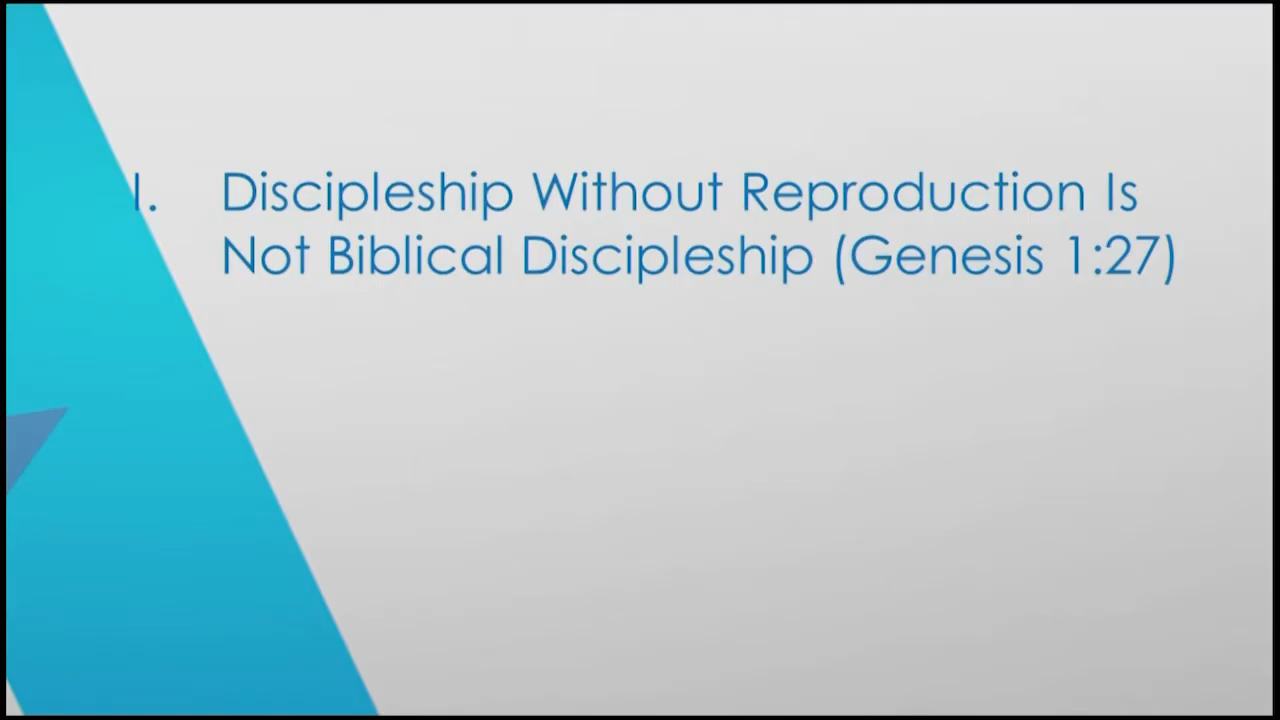 I. Discipleship Without Reproduction Is
Not Biblical Discipleship (Genesis 1:27)